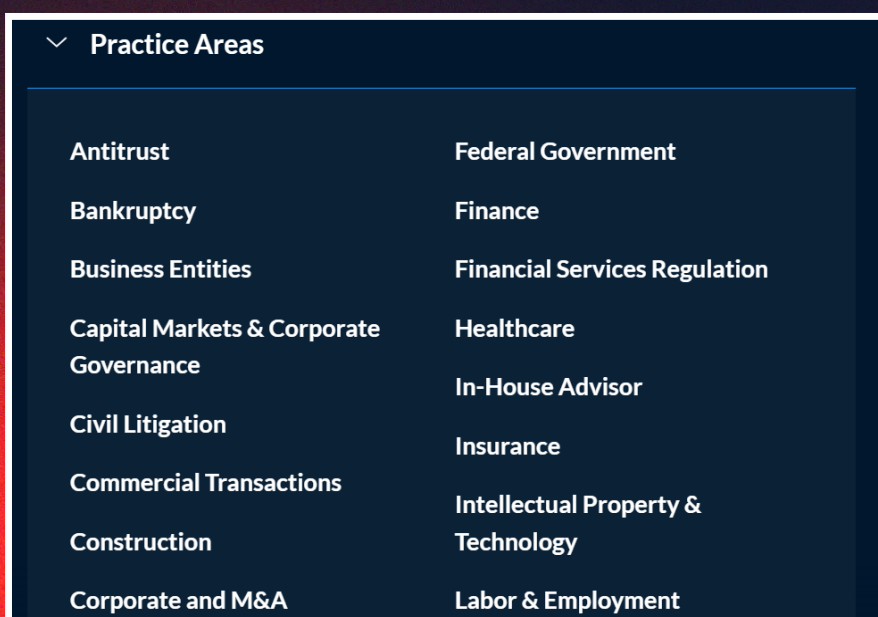 Practice Areas
Antitrust
Bankruptcy
Business Entities
Capital Markets & Corporate
Governance
Civil Litigation
Commercial Transactions
Construction
Corporate and M&A
Federal Government
Finance
Financial Services Regulation
Healthcare
In-House Advisor
Insurance
Intellectual Property &
Technology
Labor & Employment